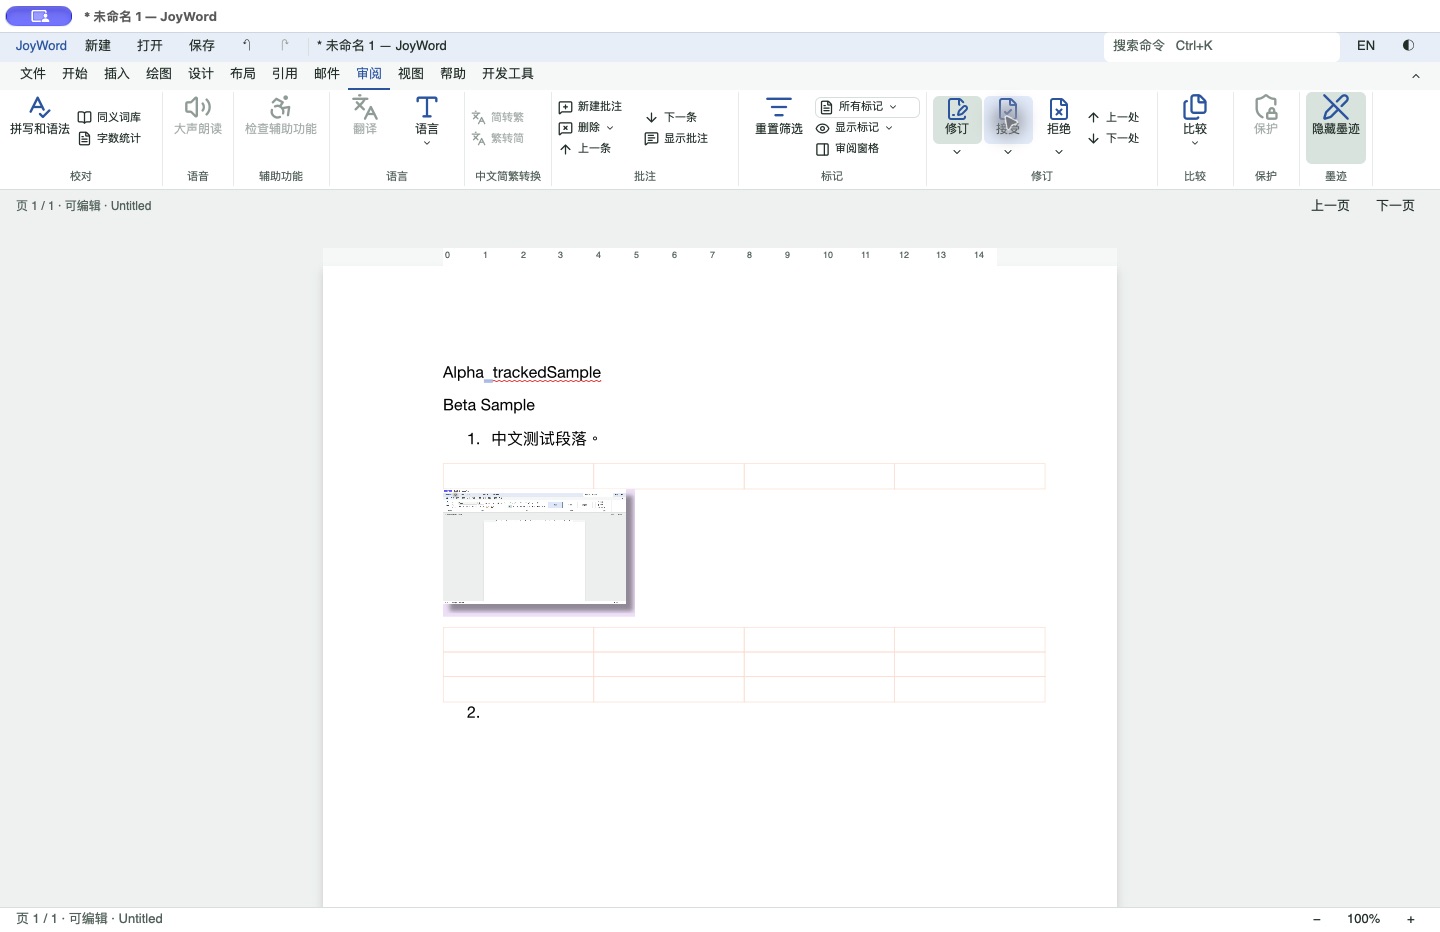 * 未命名 1 — JoyWord
JoyWord 新建 打开 保存 * 未命名 1 — JoyWord 搜索命令 Ctrl+K EN
文件 开始 插入 绘图 设计 布局 引用 邮件 审阅 视图 帮助 开发工具
拼写和语法 同义词库 字数统计 大声朗读 检查辅助功能 翻译 语言 简转繁 繁转简 新建批注 删除 上一条 下一条 显示批注 重置筛选 所有标记 显示标记 审阅窗格 修订 接受 拒绝 上一处 下一处 比较 保护 隐藏墨迹
校对 语音 辅助功能 语言 中文简繁转换 批注 标记 修订 比较 保护 墨迹
页 1 / 1 · 可编辑 · Untitled 上一页 下一页
0 1 2 3 4 5 6 7 8 9 10 11 12 13 14
Alpha_trackedSample
Beta Sample
1. 中文测试段落。
2.
页 1 / 1 · 可编辑 · Untitled − 100% +